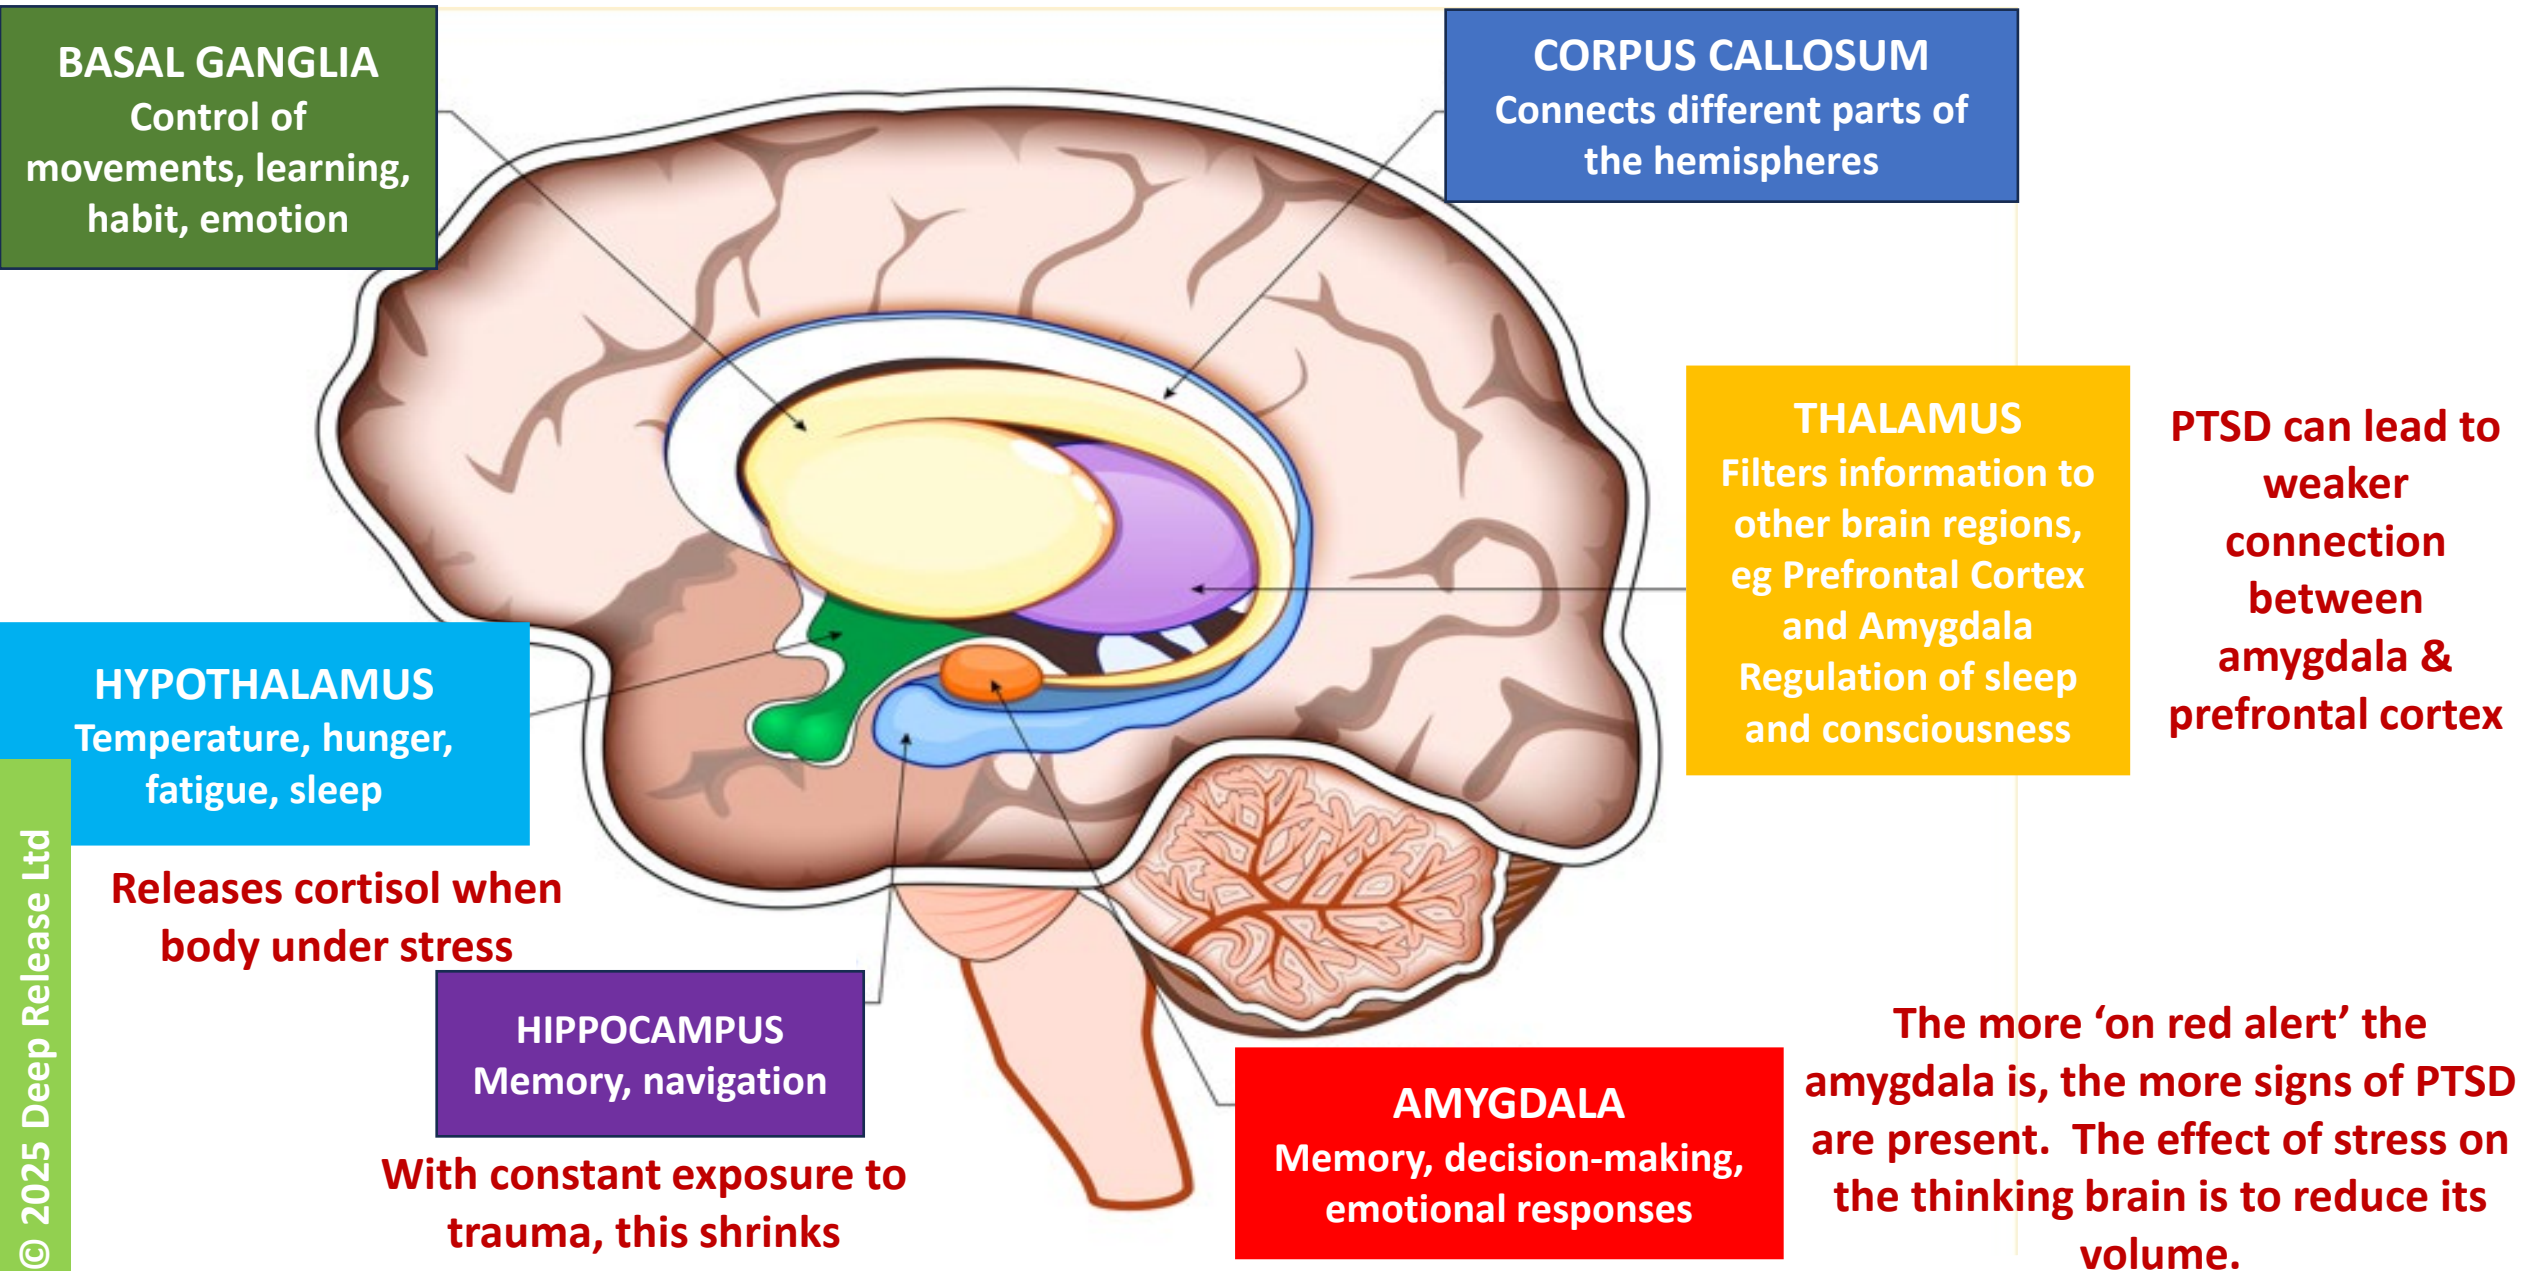 BASAL GANGLIA
Control of
movements, learning,
habit, emotion
CORPUS CALLOSUM
Connects different parts of
the hemispheres
THALAMUS
Filters information to
other brain regions,
eg Prefrontal Cortex
and Amygdala
Regulation of sleep
and consciousness
PTSD can lead to
weaker
connection
between
amygdala &
prefrontal cortex
HYPOTHALAMUS
Temperature, hunger,
fatigue, sleep
Releases cortisol when
body under stress
HIPPOCAMPUS
Memory, navigation
With constant exposure to
trauma, this shrinks
AMYGDALA
Memory, decision-making,
emotional responses
The more ‘on red alert’ the
amygdala is, the more signs of PTSD
are present.  The effect of stress on
the thinking brain is to reduce its
volume.
© 2025 Deep Release Ltd